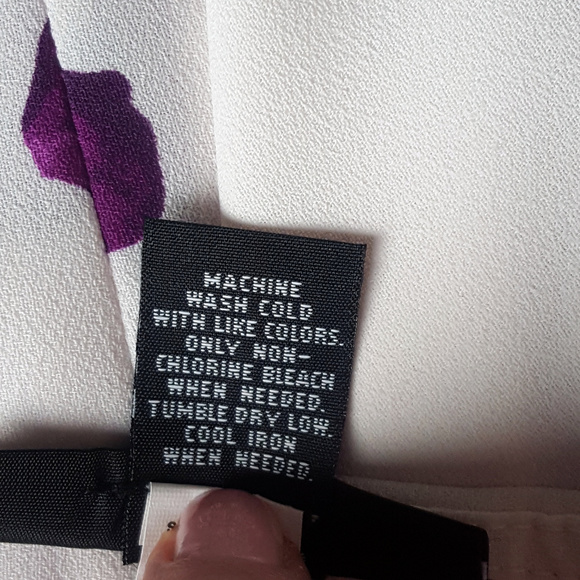 MACHINE
WASH COLD
WITH LIKE COLORS.
ONLY NON-
CHLORINE BLEACH
WHEN NEEDED.
TUMBLE DRY LOW.
COOL IRON
WHEN NEEDED.